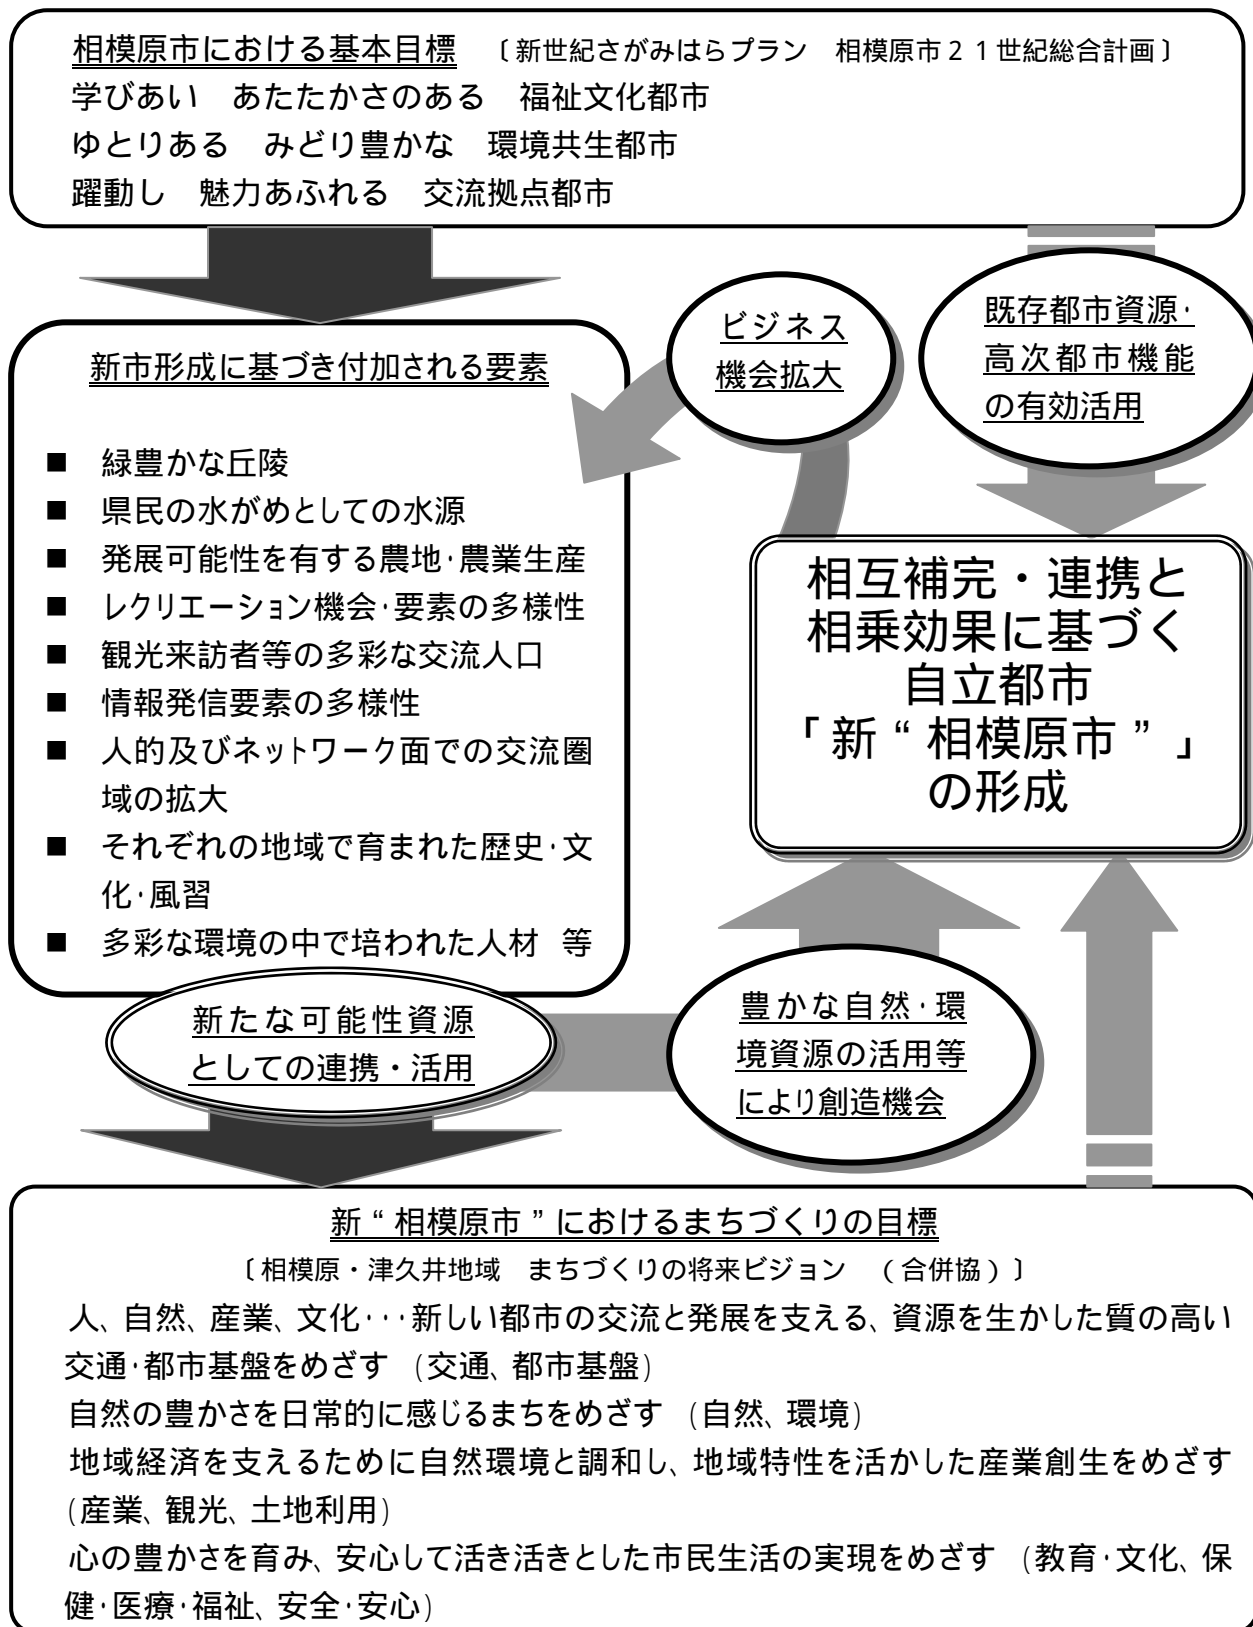 相模原市における基本目標　〔新世紀さがみはらプラン　相模原市２１世紀総合計画〕
学びあい　あたたかさのある　福祉文化都市
ゆとりある　みどり豊かな　環境共生都市
躍動し　魅力あふれる　交流拠点都市
ビジネス
機会拡大
既存都市資源・
高次都市機能
の有効活用
新市形成に基づき付加される要素
■　緑豊かな丘陵
■　県民の水がめとしての水源
■　発展可能性を有する農地・農業生産
■　レクリエーション機会・要素の多様性
■　観光来訪者等の多彩な交流人口
■　情報発信要素の多様性
■　人的及びネットワーク面での交流圏
域の拡大
■　それぞれの地域で育まれた歴史・文
化・風習
■　多彩な環境の中で培われた人材　等
相互補完・連携と
相乗効果に基づく
自立都市
「新“相模原市”」
の形成
新たな可能性資源
としての連携・活用
豊かな自然・環
境資源の活用等
により創造機会
新“相模原市”におけるまちづくりの目標
〔相模原・津久井地域　まちづくりの将来ビジョン　（合併協）〕
人、自然、産業、文化・・・新しい都市の交流と発展を支える、資源を生かした質の高い
交通・都市基盤をめざす　（交通、都市基盤）
自然の豊かさを日常的に感じるまちをめざす　（自然、環境）
地域経済を支えるために自然環境と調和し、地域特性を活かした産業創生をめざす
（産業、観光、土地利用）
心の豊かさを育み、安心して活き活きとした市民生活の実現をめざす　（教育・文化、保
健・医療・福祉、安全・安心）